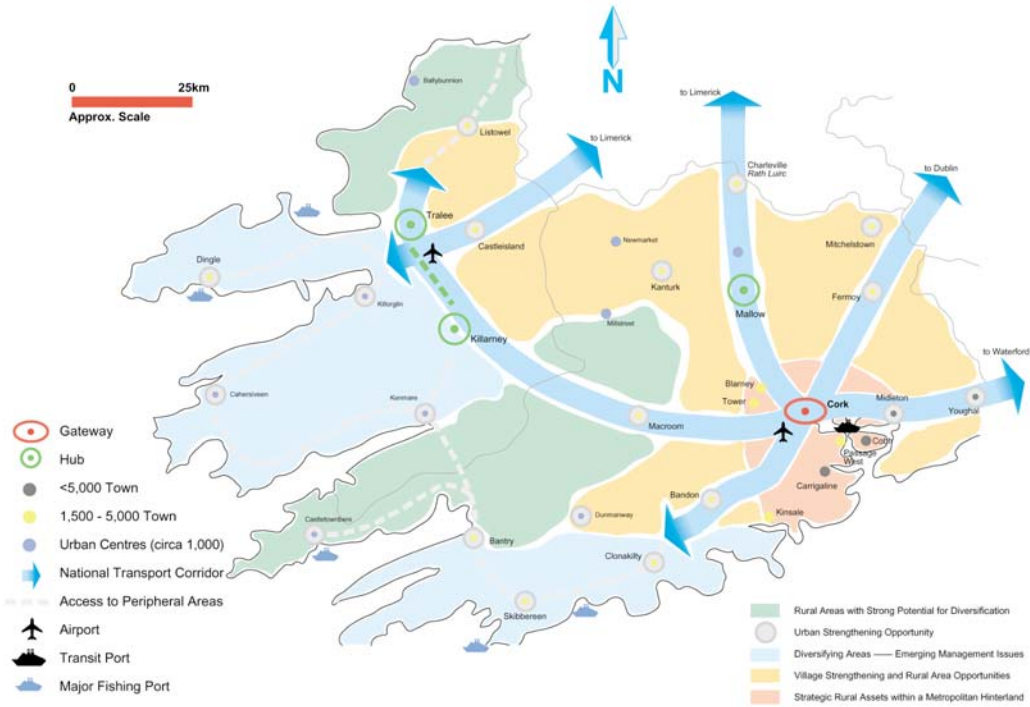 0
25km
Approx. Scale
N
to Limerick
to Limerick
to Dublin
to Waterford
Ballybunnion
Listowel
Charleville
Rath Luirc
Tralee
Castleisland
Newmarket
Mitchelstown
Dingle
Killorglin
Kanturk
Mallow
Fermoy
Millstreet
Killarney
Blarney
Tower
Cork
Midleton
Youghal
Cahersiveen
Kenmare
Macroom
Cobh
Passage
West
Carrigaline
Bandon
Kinsale
Dunmanway
Castletownbere
Bantry
Clonakilty
Skibbereen
Gateway
Hub
<5,000 Town
1,500 - 5,000 Town
Urban Centres (circa 1,000)
National Transport Corridor
Access to Peripheral Areas
Airport
Transit Port
Major Fishing Port
Rural Areas with Strong Potential for Diversification
Urban Strengthening Opportunity
Diversifying Areas —— Emerging Management Issues
Village Strengthening and Rural Area Opportunities
Strategic Rural Assets within a Metropolitan Hinterland